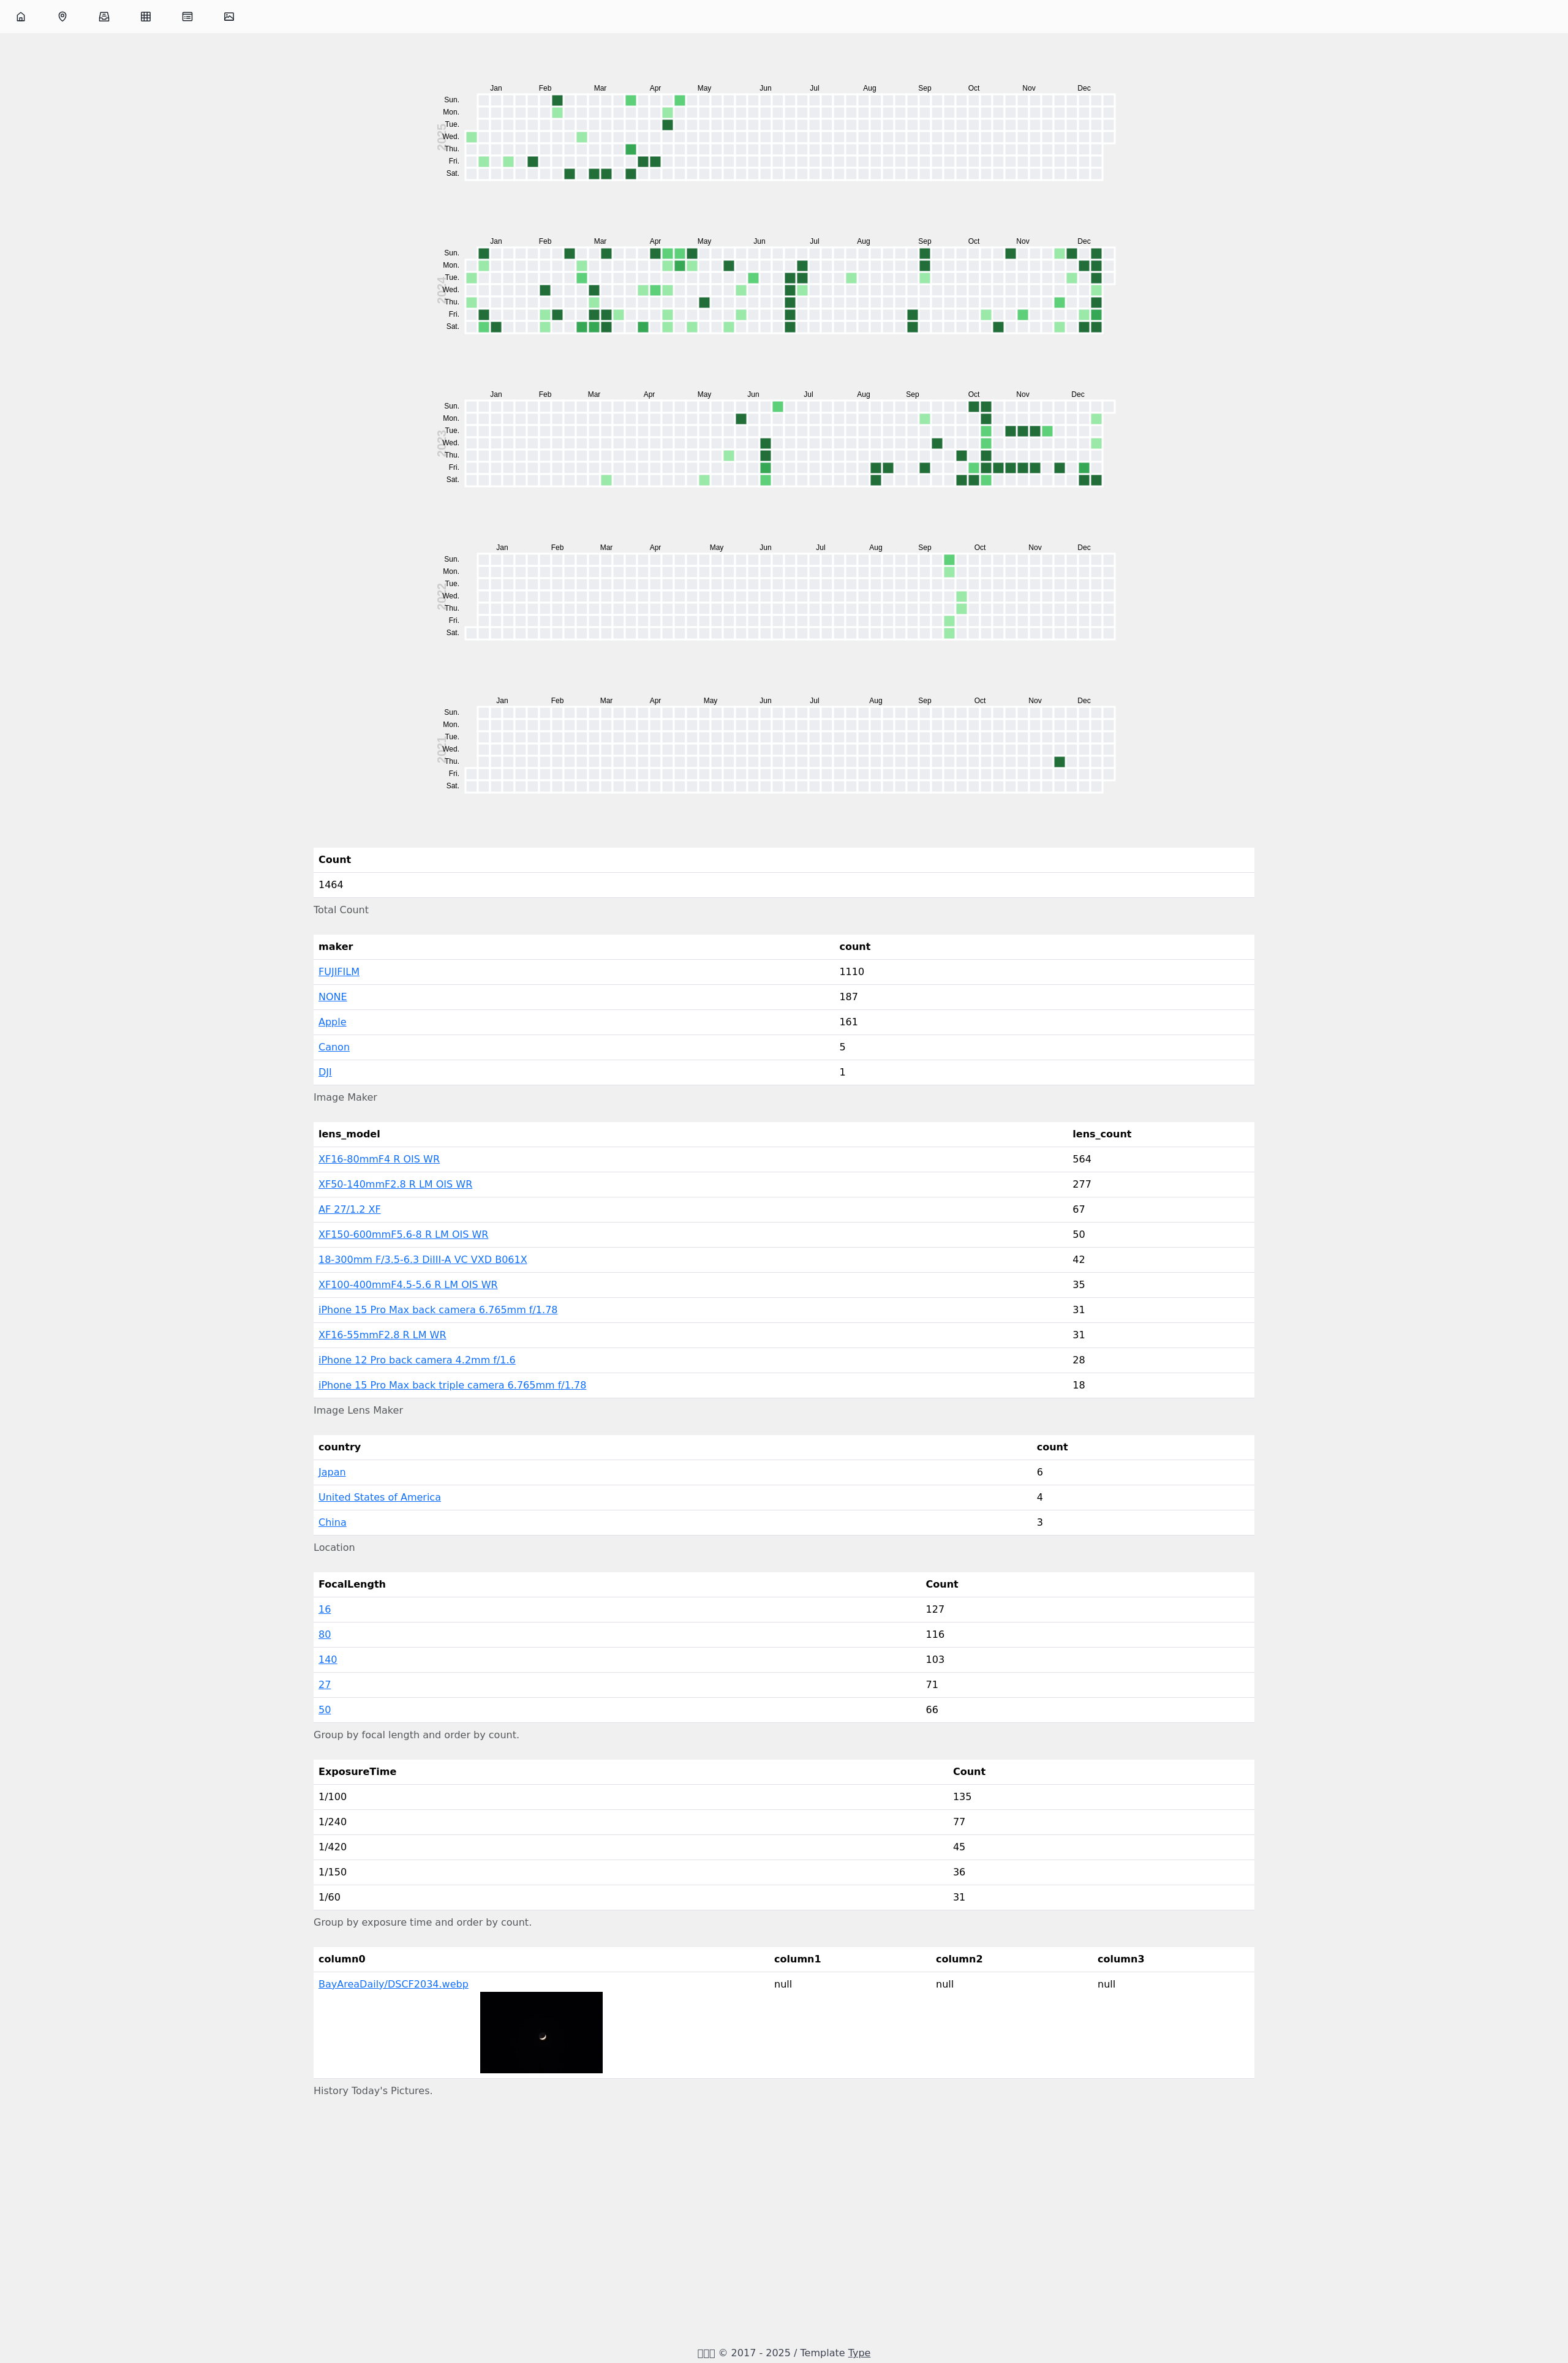 Jan Feb Mar Apr May Jun Jul Aug Sep Oct Nov Dec
2025
Sun.
Mon.
Tue.
Wed.
Thu.
Fri.
Sat.
Jan Feb Mar Apr May Jun Jul Aug Sep Oct Nov Dec
2024
Sun.
Mon.
Tue.
Wed.
Thu.
Fri.
Sat.
Jan Feb Mar Apr May Jun Jul Aug Sep Oct Nov Dec
2023
Sun.
Mon.
Tue.
Wed.
Thu.
Fri.
Sat.
Jan Feb Mar Apr May Jun Jul Aug Sep Oct Nov Dec
2022
Sun.
Mon.
Tue.
Wed.
Thu.
Fri.
Sat.
Jan Feb Mar Apr May Jun Jul Aug Sep Oct Nov Dec
2021
Sun.
Mon.
Tue.
Wed.
Thu.
Fri.
Sat.
Count
1464
Total Count
maker count
FUJIFILM 1110
NONE 187
Apple 161
Canon 5
DJI 1
Image Maker
lens_model lens_count
XF16-80mmF4 R OIS WR 564
XF50-140mmF2.8 R LM OIS WR 277
AF 27/1.2 XF 67
XF150-600mmF5.6-8 R LM OIS WR 50
18-300mm F/3.5-6.3 DiIII-A VC VXD B061X 42
XF100-400mmF4.5-5.6 R LM OIS WR 35
iPhone 15 Pro Max back camera 6.765mm f/1.78 31
XF16-55mmF2.8 R LM WR 31
iPhone 12 Pro back camera 4.2mm f/1.6 28
iPhone 15 Pro Max back triple camera 6.765mm f/1.78 18
Image Lens Maker
country count
Japan 6
United States of America 4
China 3
Location
FocalLength Count
16 127
80 116
140 103
27 71
50 66
Group by focal length and order by count.
ExposureTime Count
1/100 135
1/240 77
1/420 45
1/150 36
1/60 31
Group by exposure time and order by count.
column0 column1 column2 column3
BayAreaDaily/DSCF2034.webp null null null
History Today's Pictures.
© 2017 - 2025 / Template Type